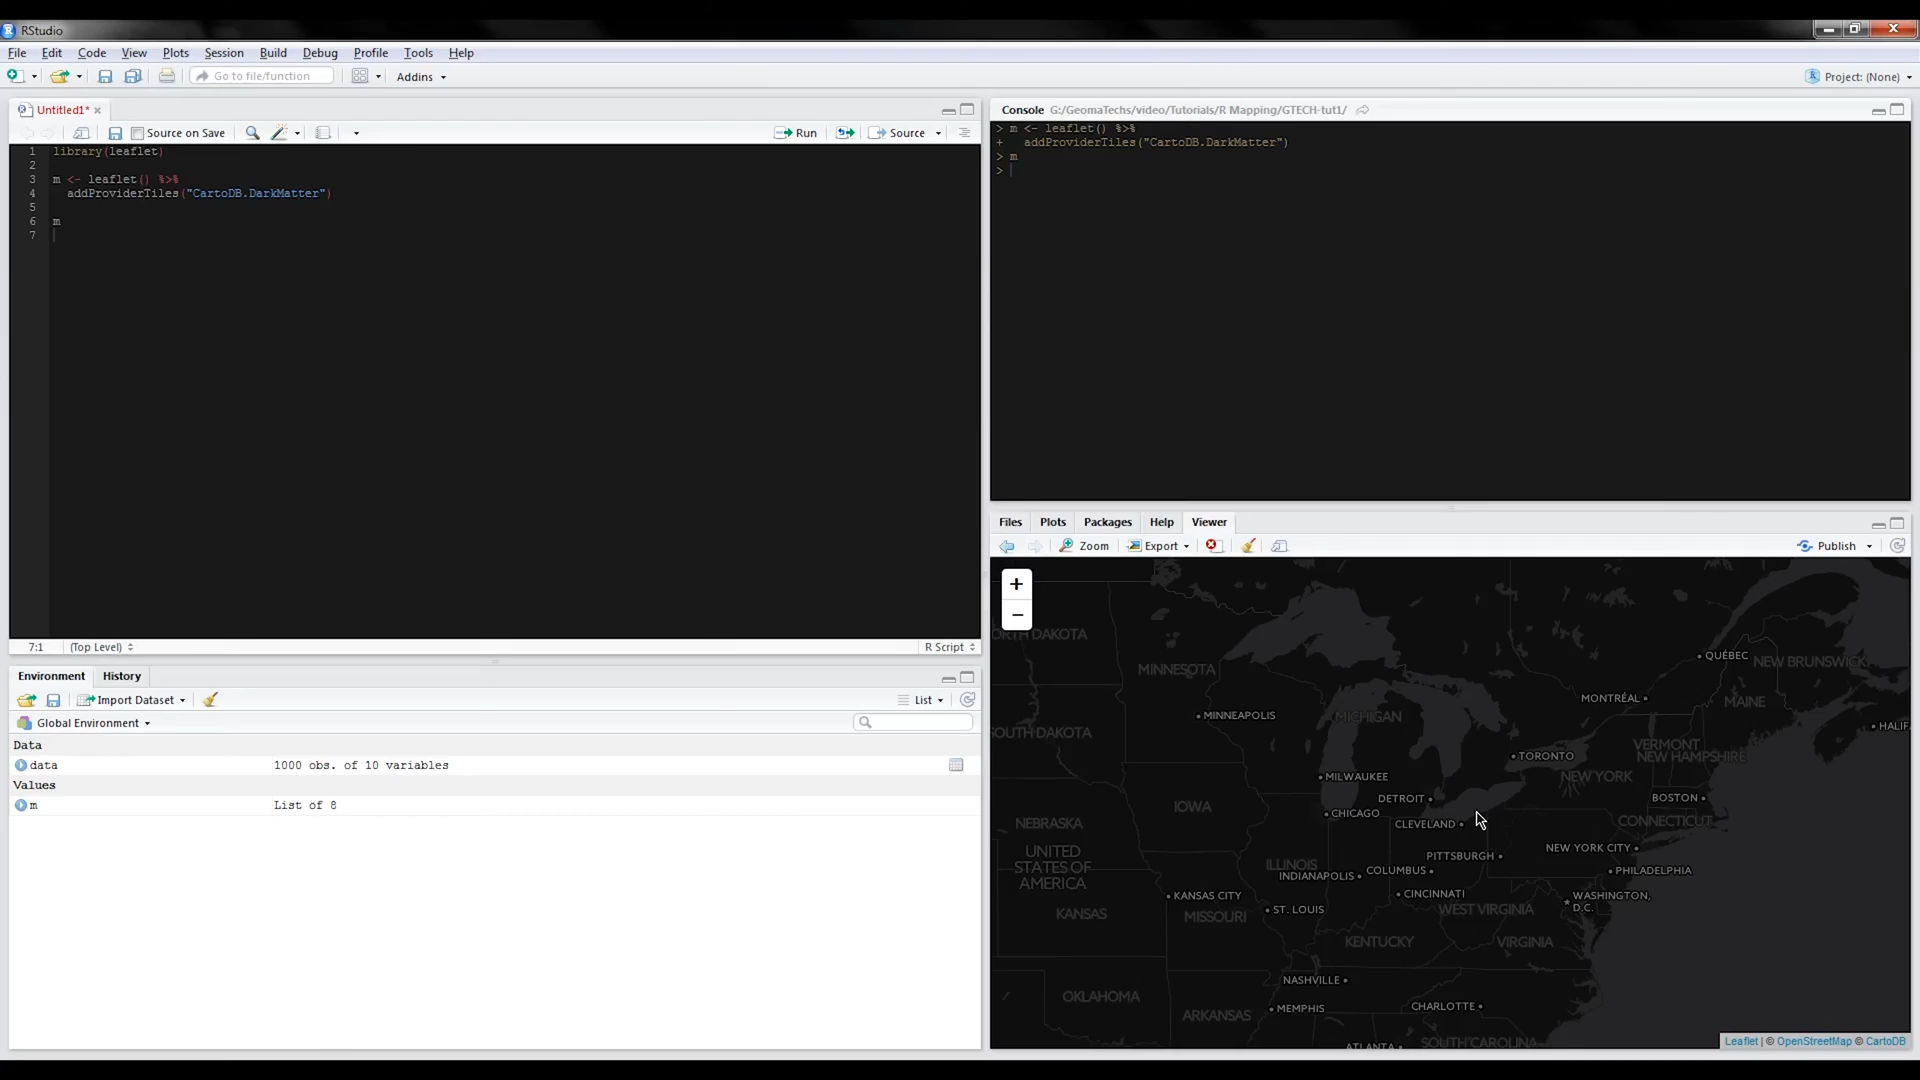 RStudio
File Edit Code View Plots Session Build Debug Profile Tools Help
Go to file/function Addins Project: (None)
Untitled1*
Source on Save Run Source
1 library(leaflet)
2
3 m <- leaflet() %>%
4 addProviderTiles("CartoDB.DarkMatter")
5
6 m
7
7:1 (Top Level) R Script
Console G:/GeomaTechs/video/Tutorials/R Mapping/GTECH-tut1/
> m <- leaflet() %>%
+ addProviderTiles("CartoDB.DarkMatter")
> m
>
Environment History
Import Dataset List
Global Environment
Data
data 1000 obs. of 10 variables
Values
m List of 8
Files Plots Packages Help Viewer
Zoom Export Publish
+
−
ORTH DAKOTA
MINNESOTA
QUÉBEC
NEW BRUNSWICK
MONTRÉAL
MAINE
MINNEAPOLIS
MICHIGAN
HALIF
SOUTH DAKOTA
VERMONT
NEW HAMPSHIRE
TORONTO
MILWAUKEE
NEW YORK
DETROIT
BOSTON
IOWA
CHICAGO
CLEVELAND
CONNECTICUT
NEBRASKA
UNITED
STATES OF
AMERICA
PITTSBURGH
NEW YORK CITY
ILLINOIS
INDIANAPOLIS
COLUMBUS
PHILADELPHIA
KANSAS CITY
CINCINNATI
WASHINGTON,
D.C.
KANSAS
MISSOURI
ST. LOUIS
WEST VIRGINIA
KENTUCKY
VIRGINIA
NASHVILLE
OKLAHOMA
ARKANSAS
MEMPHIS
CHARLOTTE
ATLANTA
SOUTH CAROLINA
Leaflet | © OpenStreetMap © CartoDB